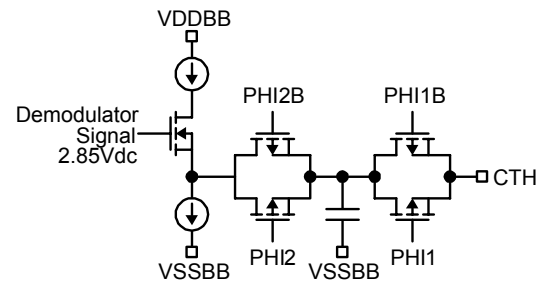 VDDBB
Demodulator
Signal
2.85Vdc
PHI2B
PHI1B
CTH
VSSBB
PHI2
VSSBB
PHI1